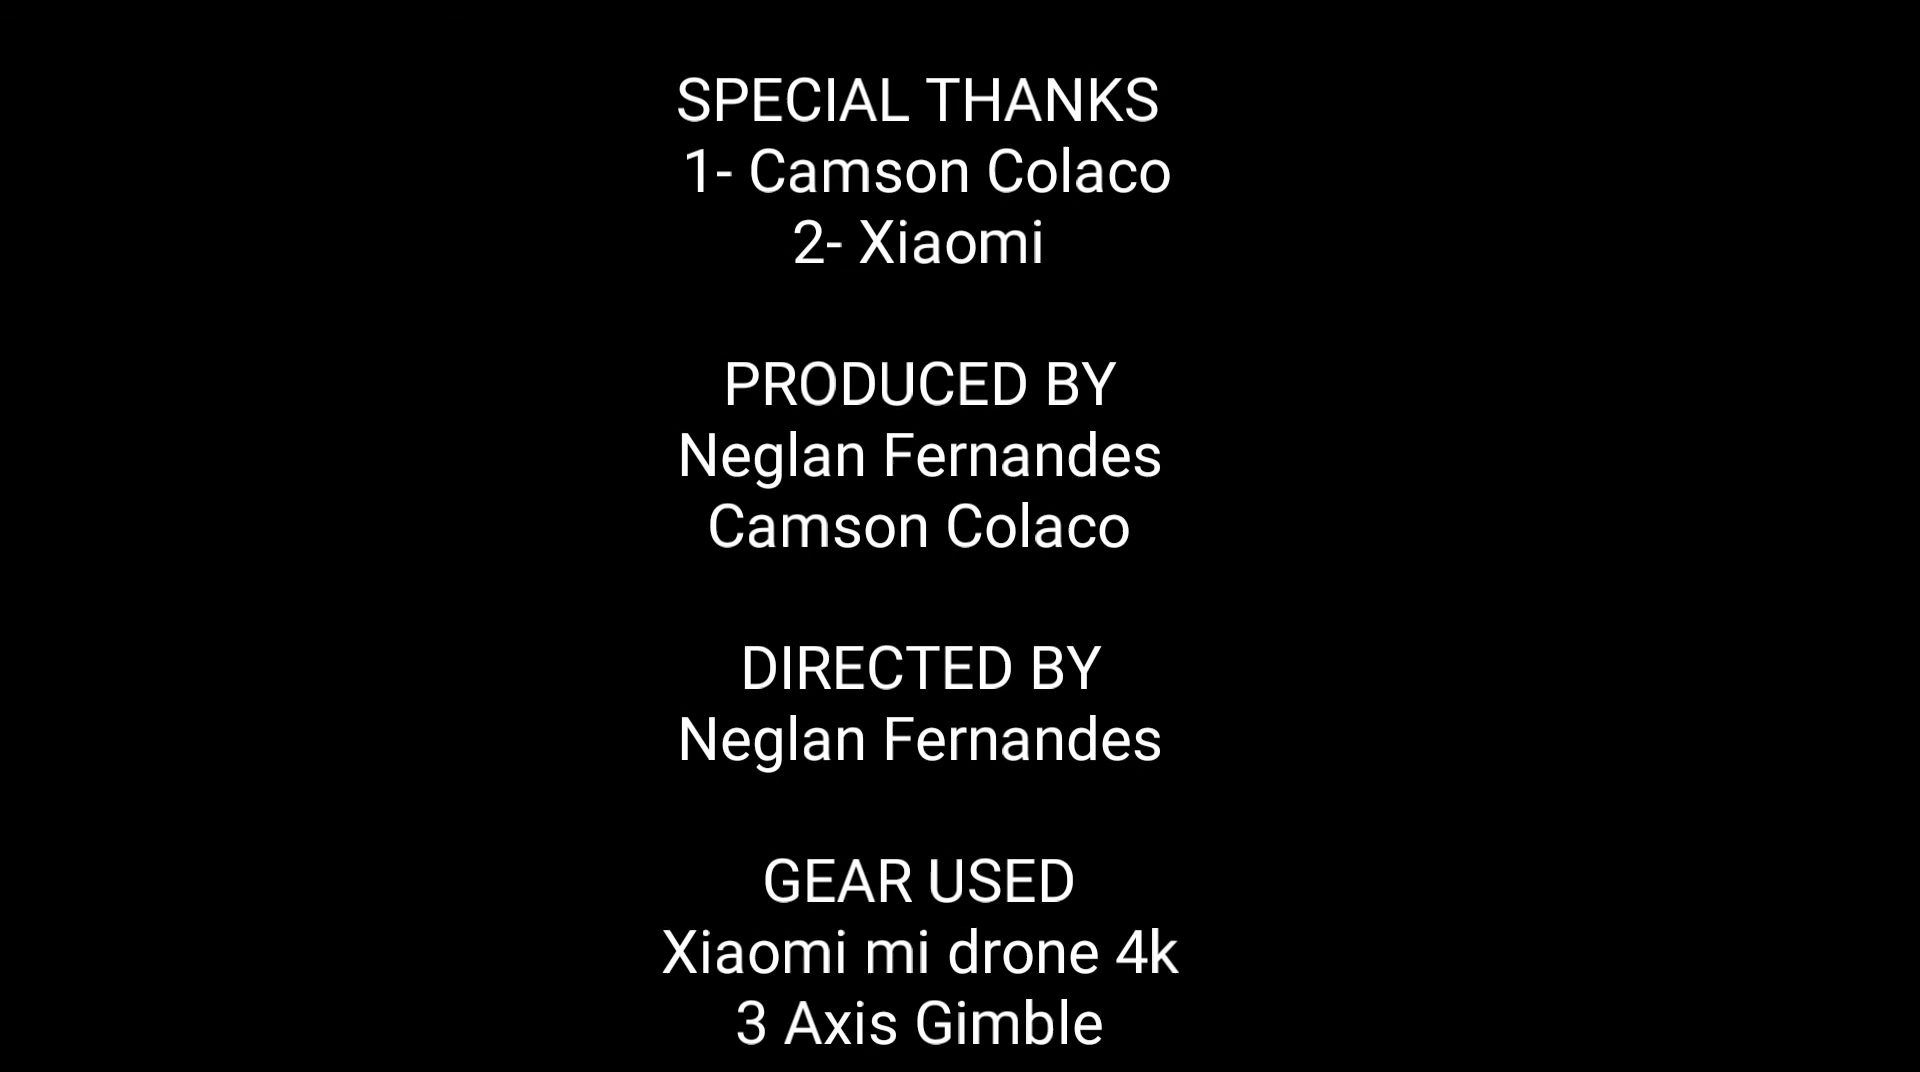 SPECIAL THANKS
1- Camson Colaco
2- Xiaomi
PRODUCED BY
Neglan Fernandes
Camson Colaco
DIRECTED BY
Neglan Fernandes
GEAR USED
Xiaomi mi drone 4k
3 Axis Gimble